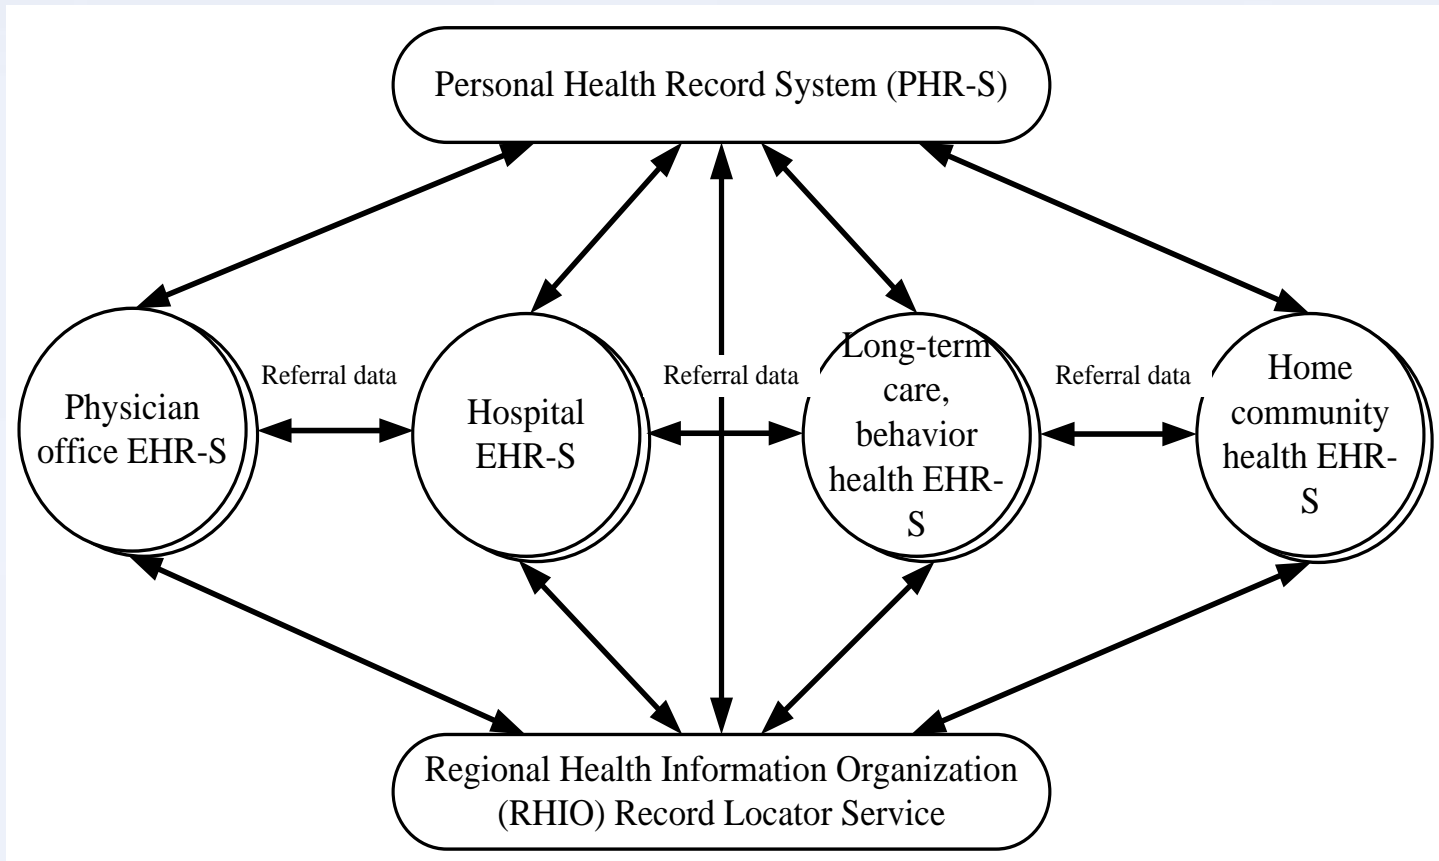 Personal Health Record System (PHR-S)
Referral data
Referral data
Referral data
Physician
office EHR-S
Hospital
EHR-S
Long-term
care,
behavior
health EHR-
S
Home
community
health EHR-
S
Regional Health Information Organization
(RHIO) Record Locator Service